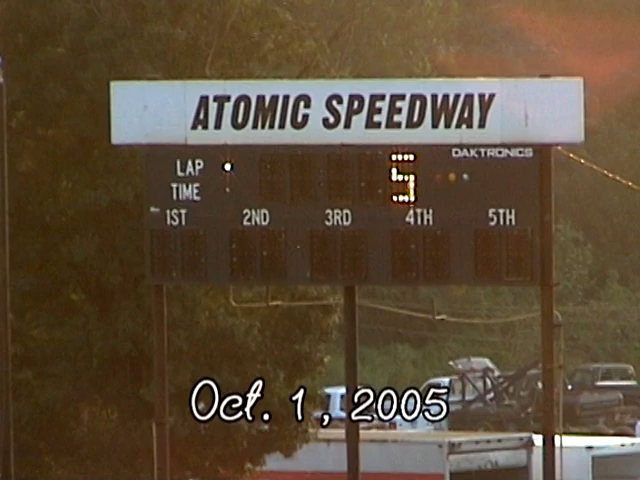 ATOMIC SPEEDWAY
DAKTRONICS
LAP 5
TIME
1ST 2ND 3RD 4TH 5TH
Oct. 1, 2005